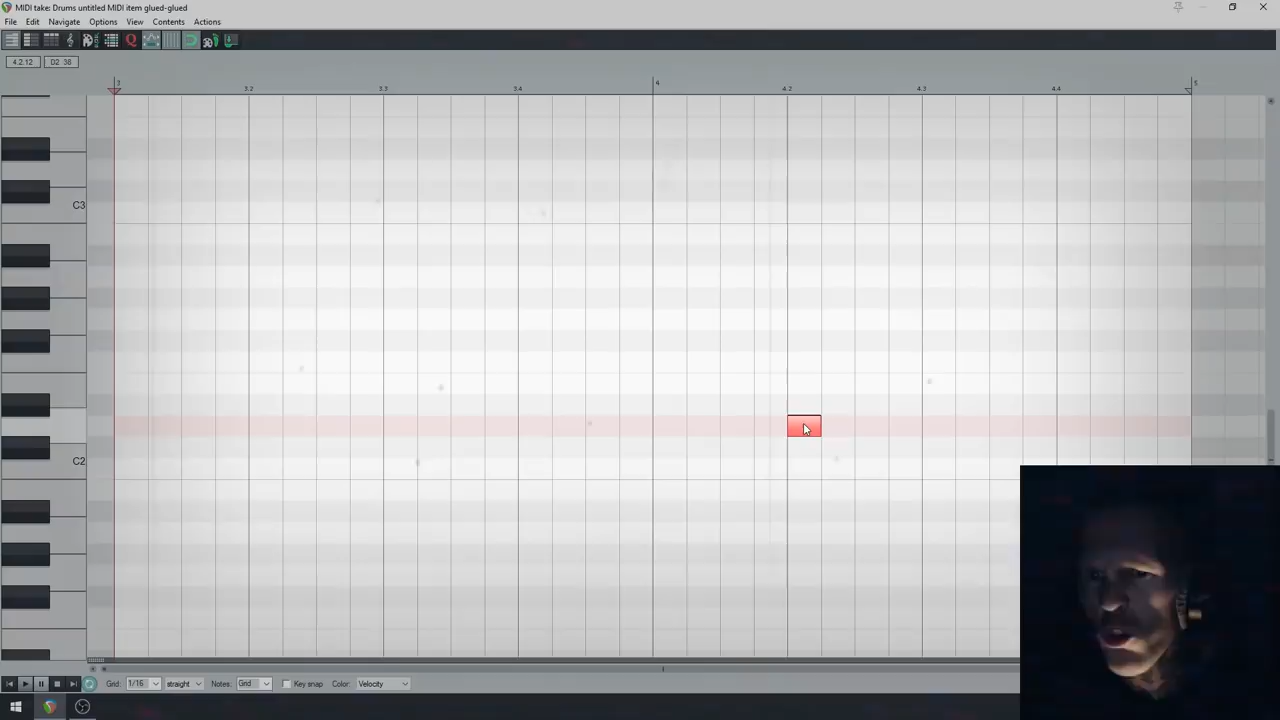 MIDI take: Drums untitled MIDI item glued-glued
File Edit Navigate Options View Contents Actions
Q
4.2.12 D2 38
3 3.2 3.3 3.4 4 4.2 4.3 4.4 5
C3
C2
Grid: 1/16 straight Notes: Grid Key snap Color: Velocity